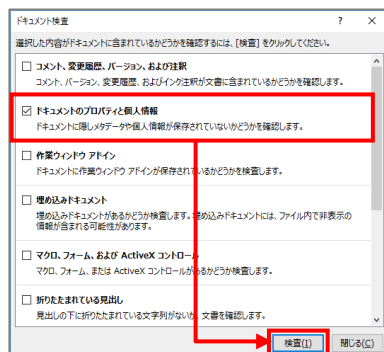 ドキュメント検査
?
×
選択した内容がドキュメントに含まれているかどうかを確認するには、[検査] をクリックしてください。
コメント、変更履歴、バージョン、および注釈
コメント、バージョン、変更履歴、およびインク注釈が文書に含まれているかどうかを確認します。
ドキュメントのプロパティと個人情報
ドキュメントに隠しメタデータや個人情報が保存されていないかどうかを確認します。
作業ウィンドウ アドイン
ドキュメントに作業ウィンドウ アドインが保存されているかどうかを検査します。
埋め込みドキュメント
埋め込みドキュメントがあるかどうか検査します。埋め込みドキュメントには、ファイル内で非表示の
情報が含まれる可能性があります。
マクロ、フォーム、および ActiveX コントロール
マクロ、フォーム、または ActiveX コントロールがあるかどうか検査します。
折りたたまれている見出し
見出しの下に折りたたまれている文字列がないか、文書を確認します。
検査(I)
閉じる(C)